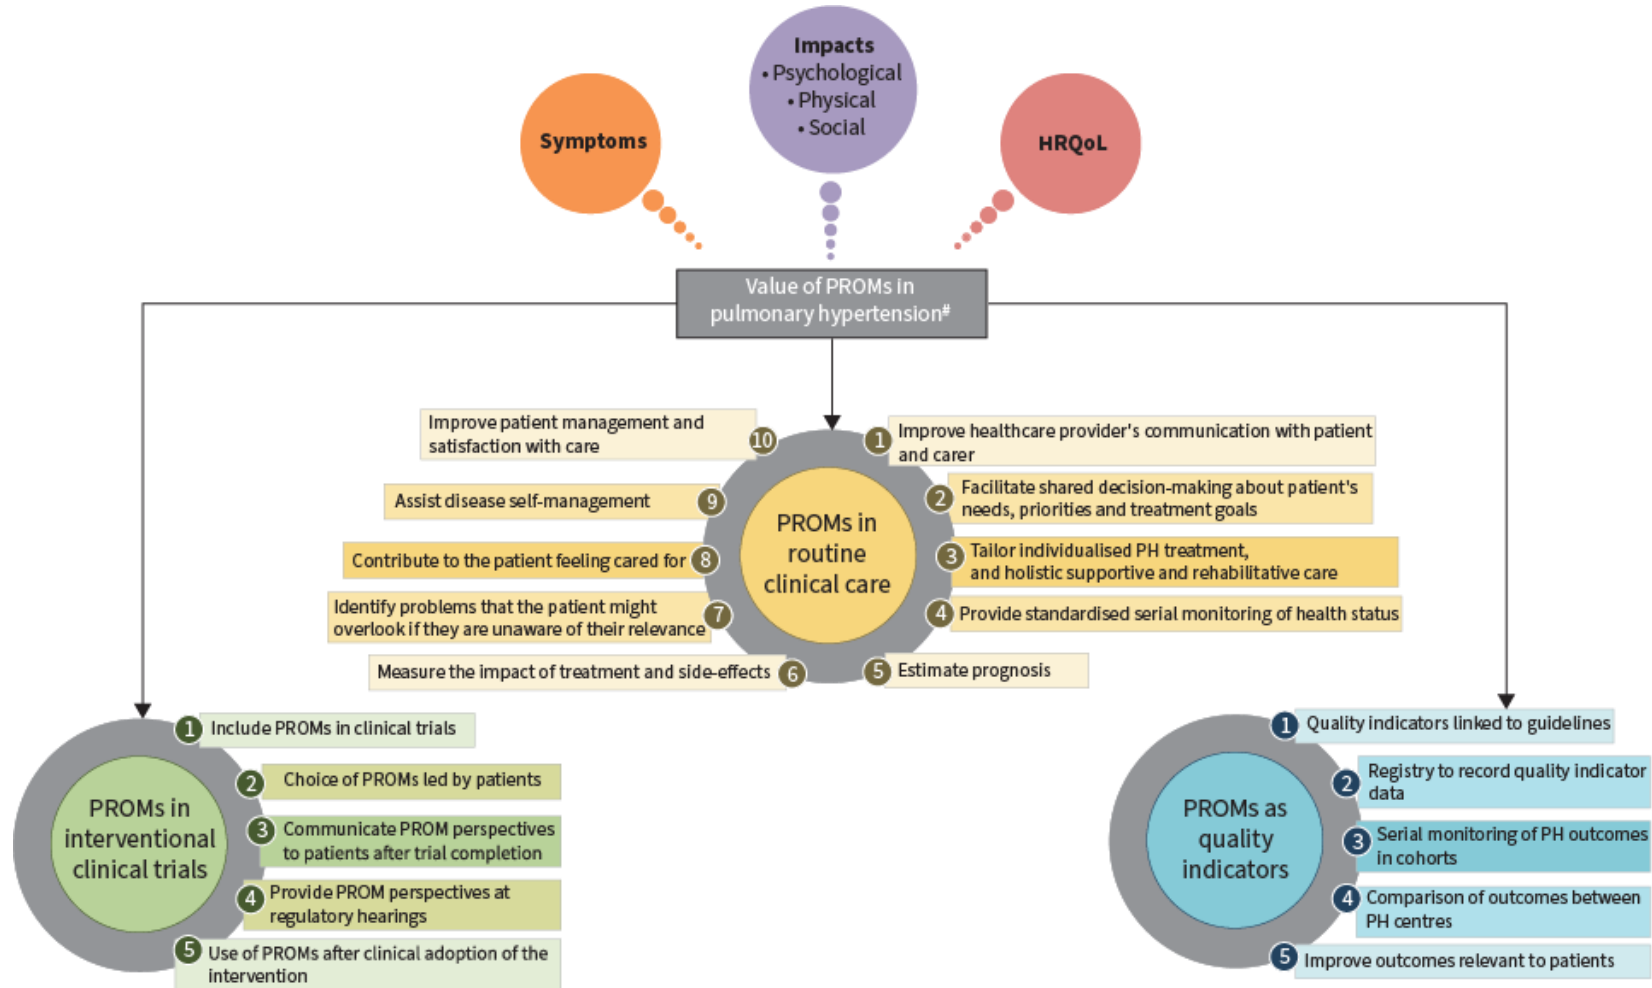 Impacts
• Psychological
• Physical
• Social
Symptoms
HRQoL
Value of PROMs in
pulmonary hypertension#
PROMs in
routine
clinical care
1
Improve healthcare provider's communication with patient
and carer
2
Facilitate shared decision-making about patient's
needs, priorities and treatment goals
3
Tailor individualised PH treatment,
and holistic supportive and rehabilitative care
4
Provide standardised serial monitoring of health status
5
Estimate prognosis
6
Measure the impact of treatment and side-effects
7
Identify problems that the patient might
overlook if they are unaware of their relevance
8
Contribute to the patient feeling cared for
9
Assist disease self-management
10
Improve patient management and
satisfaction with care
PROMs in
interventional
clinical trials
1
Include PROMs in clinical trials
2
Choice of PROMs led by patients
3
Communicate PROM perspectives
to patients after trial completion
4
Provide PROM perspectives at
regulatory hearings
5
Use of PROMs after clinical adoption of the
intervention
PROMs as
quality
indicators
1
Quality indicators linked to guidelines
2
Registry to record quality indicator
data
3
Serial monitoring of PH outcomes
in cohorts
4
Comparison of outcomes between
PH centres
5
Improve outcomes relevant to patients